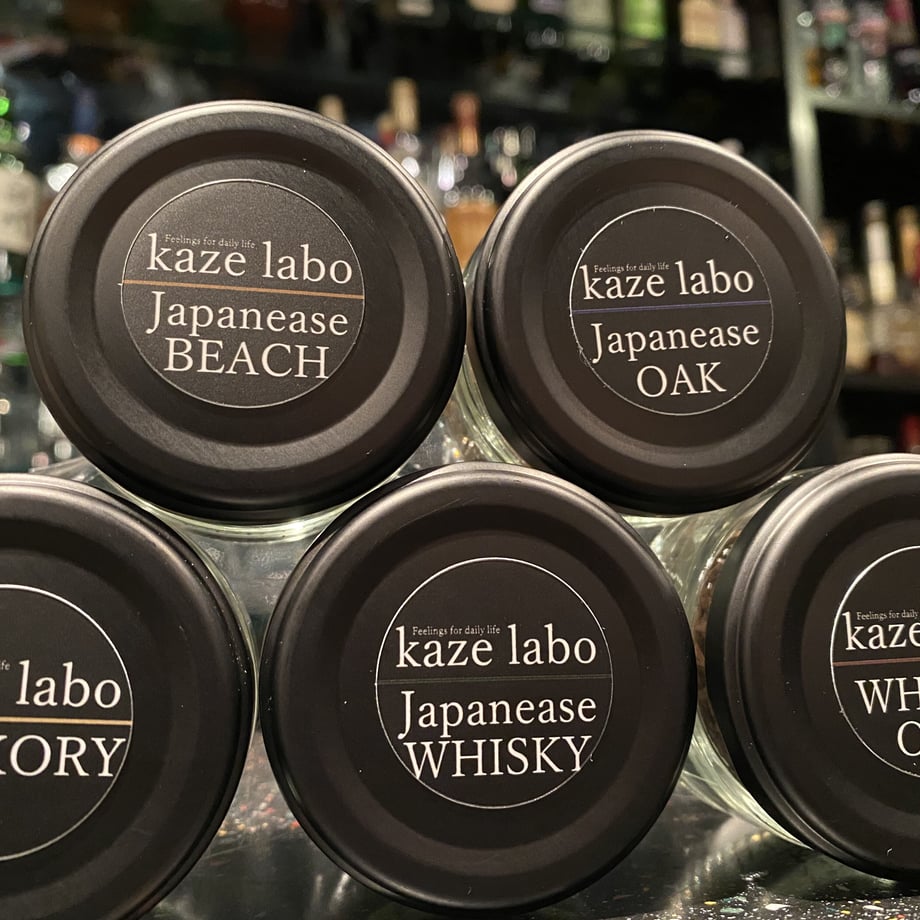 Feelings for daily life
kaze labo
Japanease
BEACH
Feelings for daily life
kaze labo
Japanease
OAK
labo
KORY
Feelings for daily life
kaze labo
Japanease
WHISKY
Feelings for daily life
kaze
WH
O